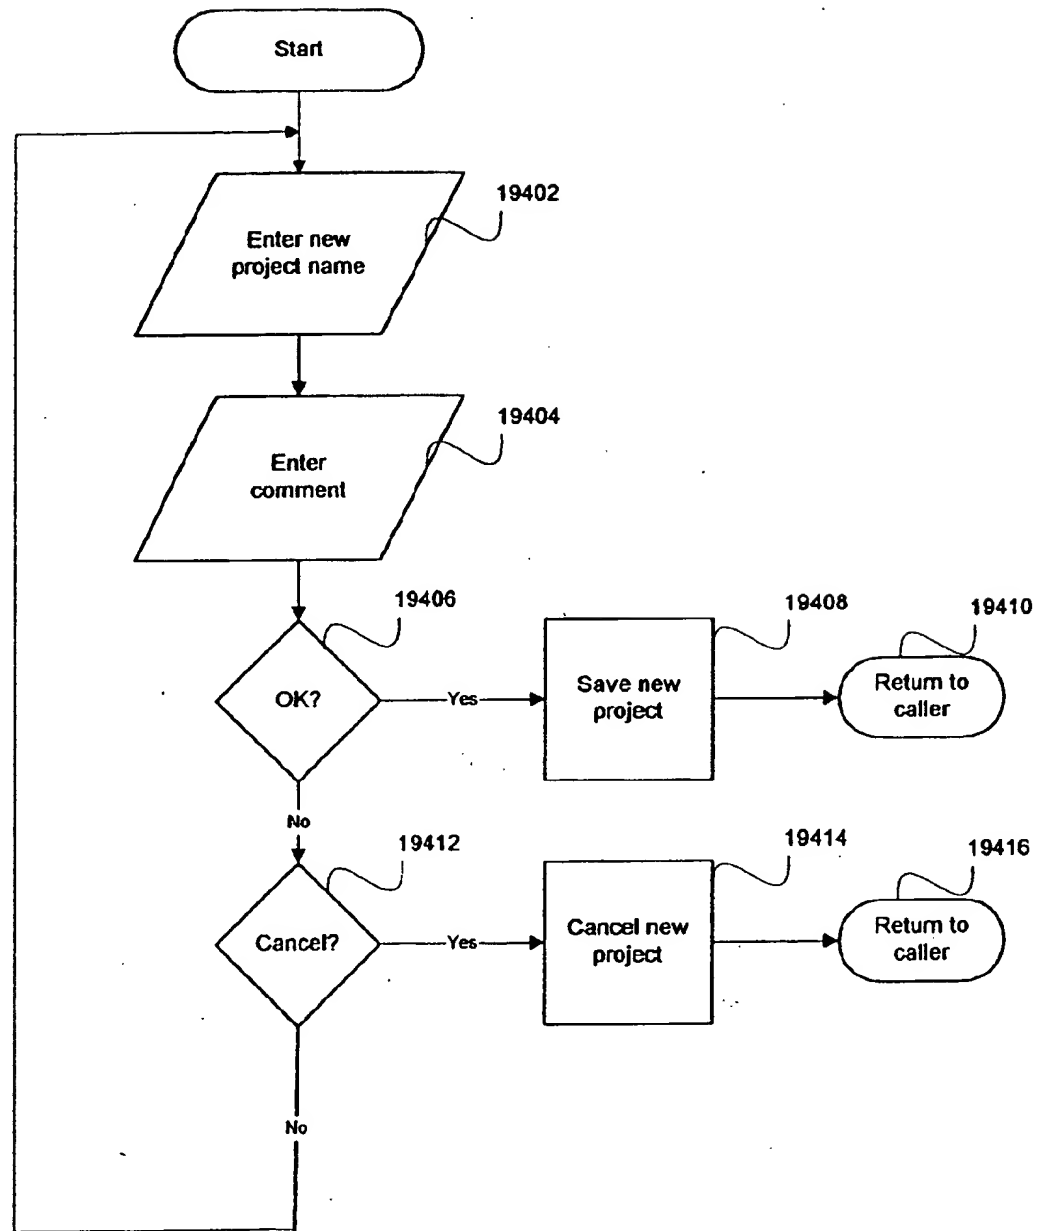 Start
19402
Enter new
project name
19404
Enter
comment
19406
19408
19410
OK?
Yes
Save new
project
Return to
caller
No
19412
19414
19416
Cancel?
Yes
Cancel new
project
Return to
caller
No